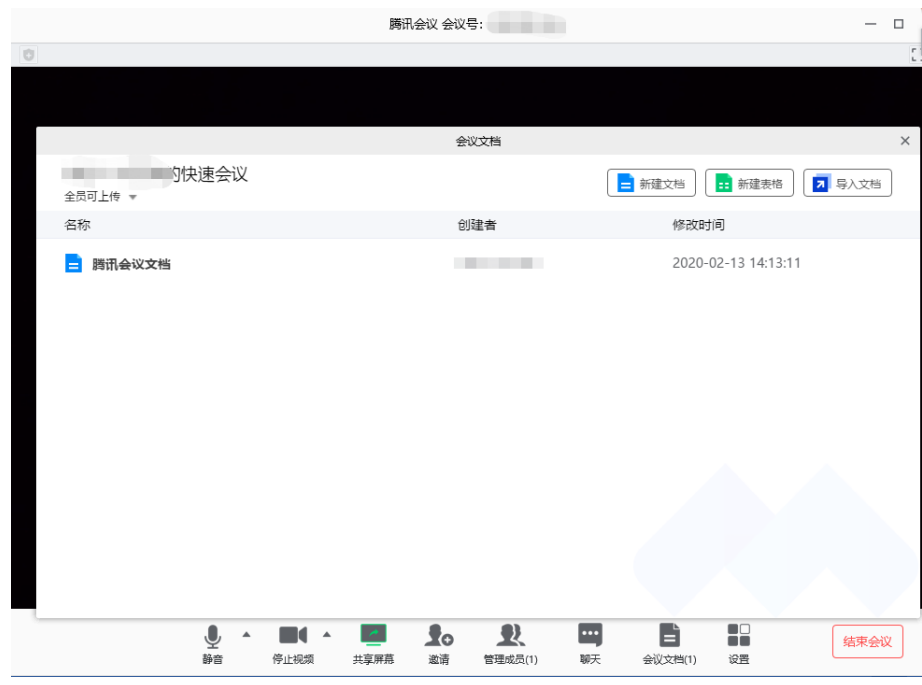 腾讯会议 会议号:
会议文档
的快速会议
全员可上传
新建文档
新建表格
导入文档
名称
创建者
修改时间
腾讯会议文档
2020-02-13 14:13:11
静音
停止视频
共享屏幕
邀请
管理成员(1)
聊天
会议文档(1)
设置
结束会议